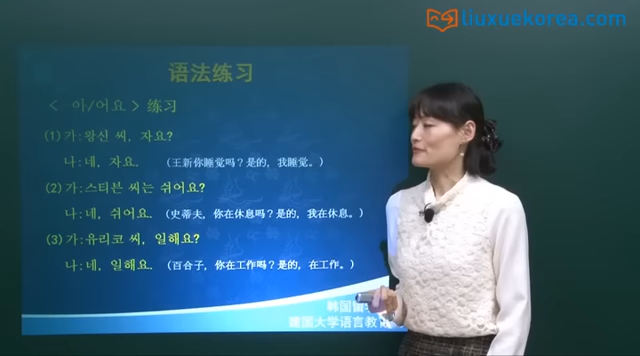 liuxuekorea.com
语法练习
< -아/어요 > 练习
(1) 가: 왕신 씨, 자요?
나: 네, 자요. (王新你睡觉吗？是的，我睡觉。)
(2) 가: 스티븐 씨는 쉬어요?
나: 네, 쉬어요. (史蒂夫，你在休息吗？是的，我在休息。)
(3) 가: 유리코 씨, 일해요?
나: 네, 일해요. (百合子，你在工作吗？是的，在工作。)
韩国留
建国大学语言教